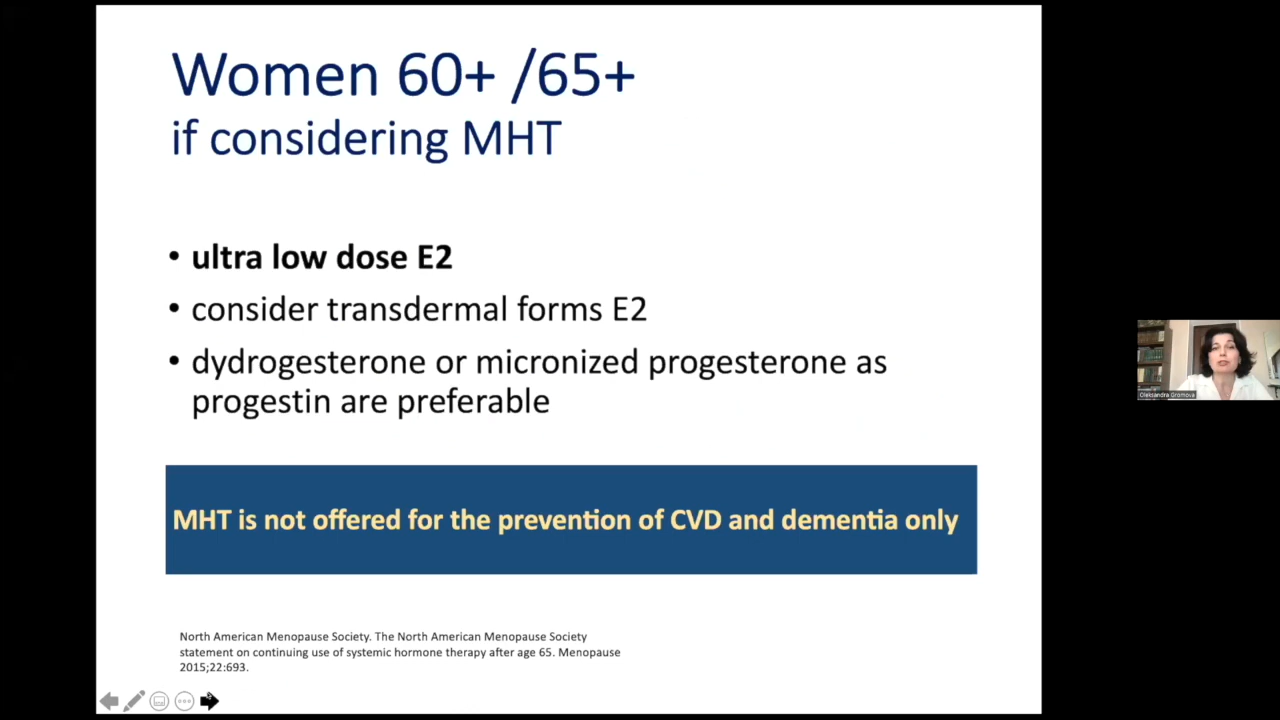 Women 60+ /65+
if considering MHT
• ultra low dose E2
• consider transdermal forms E2
• dydrogesterone or micronized progesterone as
progestin are preferable
MHT is not offered for the prevention of CVD and dementia only
North American Menopause Society. The North American Menopause Society
statement on continuing use of systemic hormone therapy after age 65. Menopause
2015;22:693.
Oleksandra Gromova